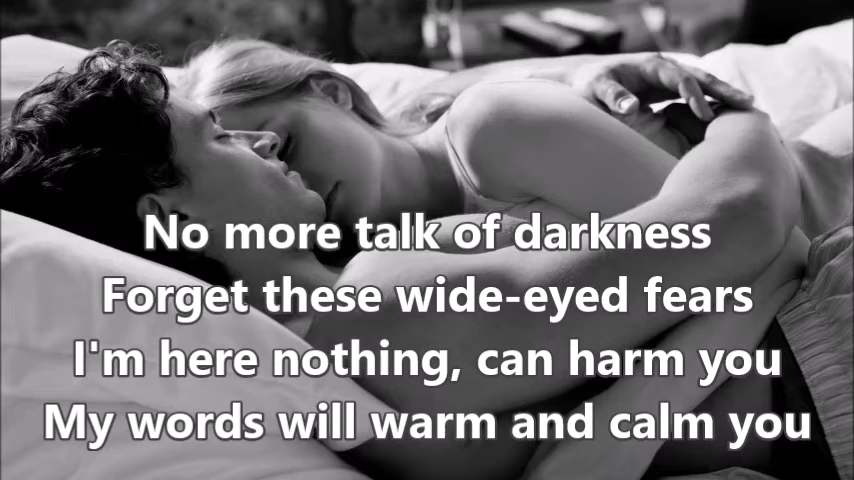 No more talk of darkness
Forget these wide-eyed fears
I'm here nothing, can harm you
My words will warm and calm you